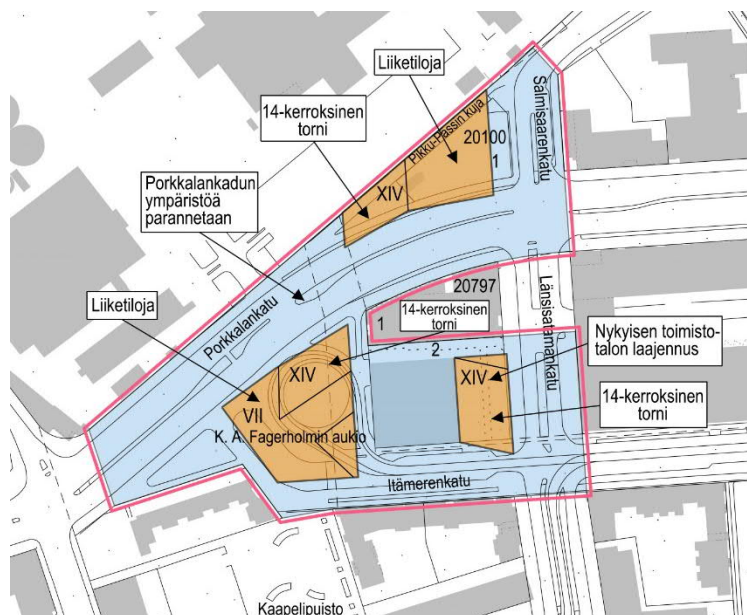 Liiketiloja
14-kerroksinen
torni
Salmisaarenkatu
Pikku-Passin kuja
20100
1
XIV
Porkkalankadun
ympäristöä
parannetaan
20797
1
14-kerroksinen
torni
Liiketiloja
Porkkalankatu
Länsisatamankatu
Nykyisen toimisto-
talon laajennus
2
XIV
XIV
14-kerroksinen
torni
VII
K. A. Fagerholmin aukio
Itämerenkatu
Kaapelipuisto